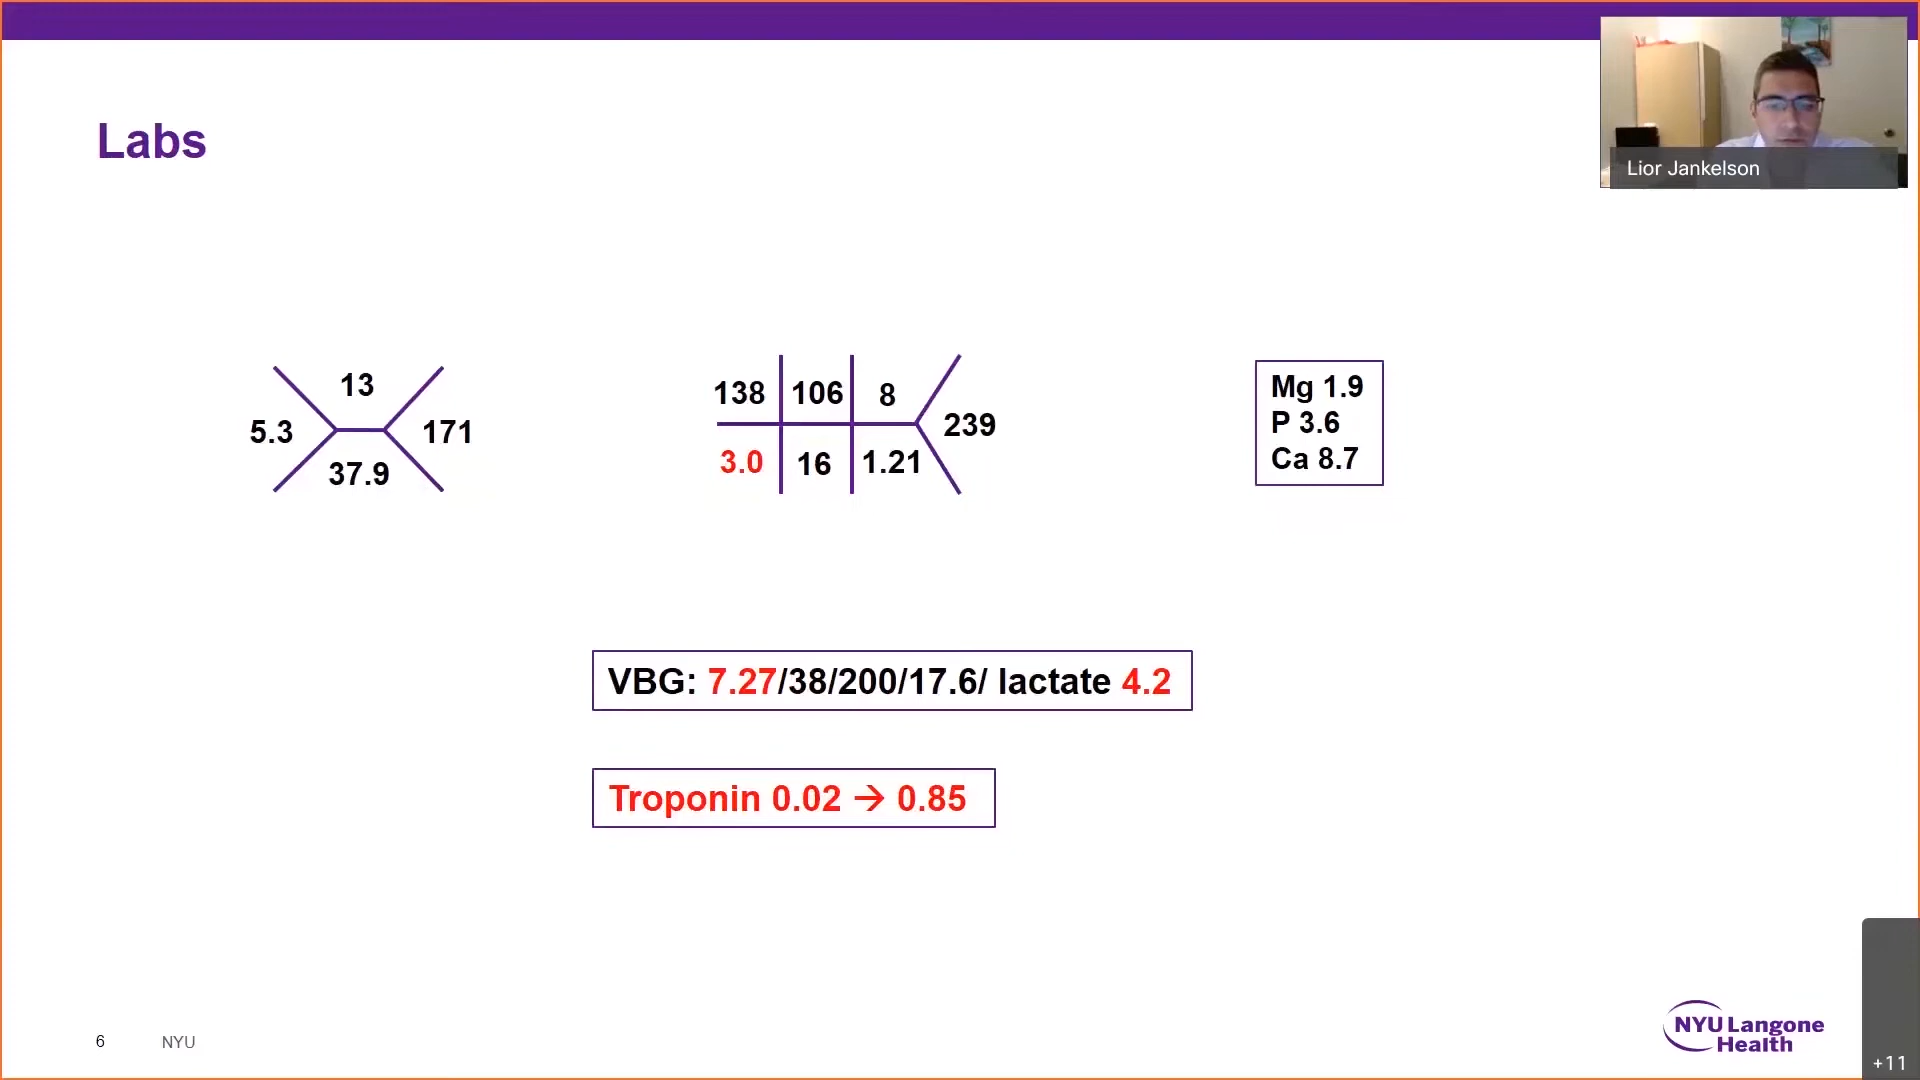 Lior Jankelson
Labs
13
5.3
171
37.9
138 106 8
239
3.0 16 1.21
Mg 1.9
P 3.6
Ca 8.7
VBG: 7.27/38/200/17.6/ lactate 4.2
Troponin 0.02 → 0.85
6 NYU
NYU Langone
Health
+11